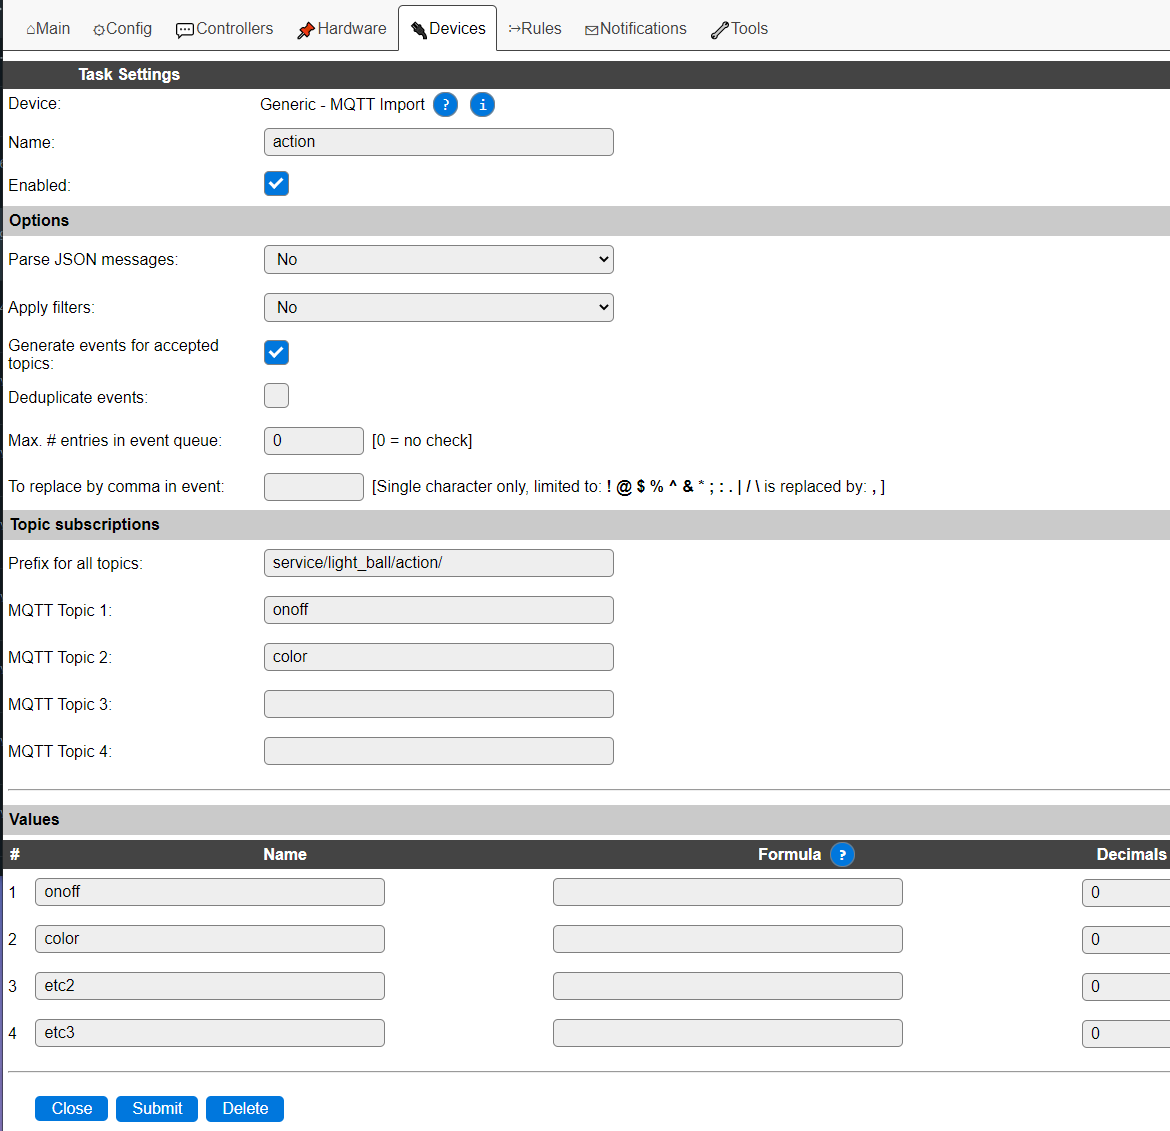 Main Config Controllers Hardware Devices Rules Notifications Tools
Task Settings
Device: Generic - MQTT Import ? i
Name: action
Enabled:
Options
Parse JSON messages: No
Apply filters: No
Generate events for accepted
topics:
Deduplicate events:
Max. # entries in event queue: 0 [0 = no check]
To replace by comma in event: [Single character only, limited to: ! @ $ % ^ & * ; : . | / \ is replaced by: , ]
Topic subscriptions
Prefix for all topics: service/light_ball/action/
MQTT Topic 1: onoff
MQTT Topic 2: color
MQTT Topic 3:
MQTT Topic 4:
Values
# Name Formula ? Decimals
1 onoff 0
2 color 0
3 etc2 0
4 etc3 0
Close Submit Delete